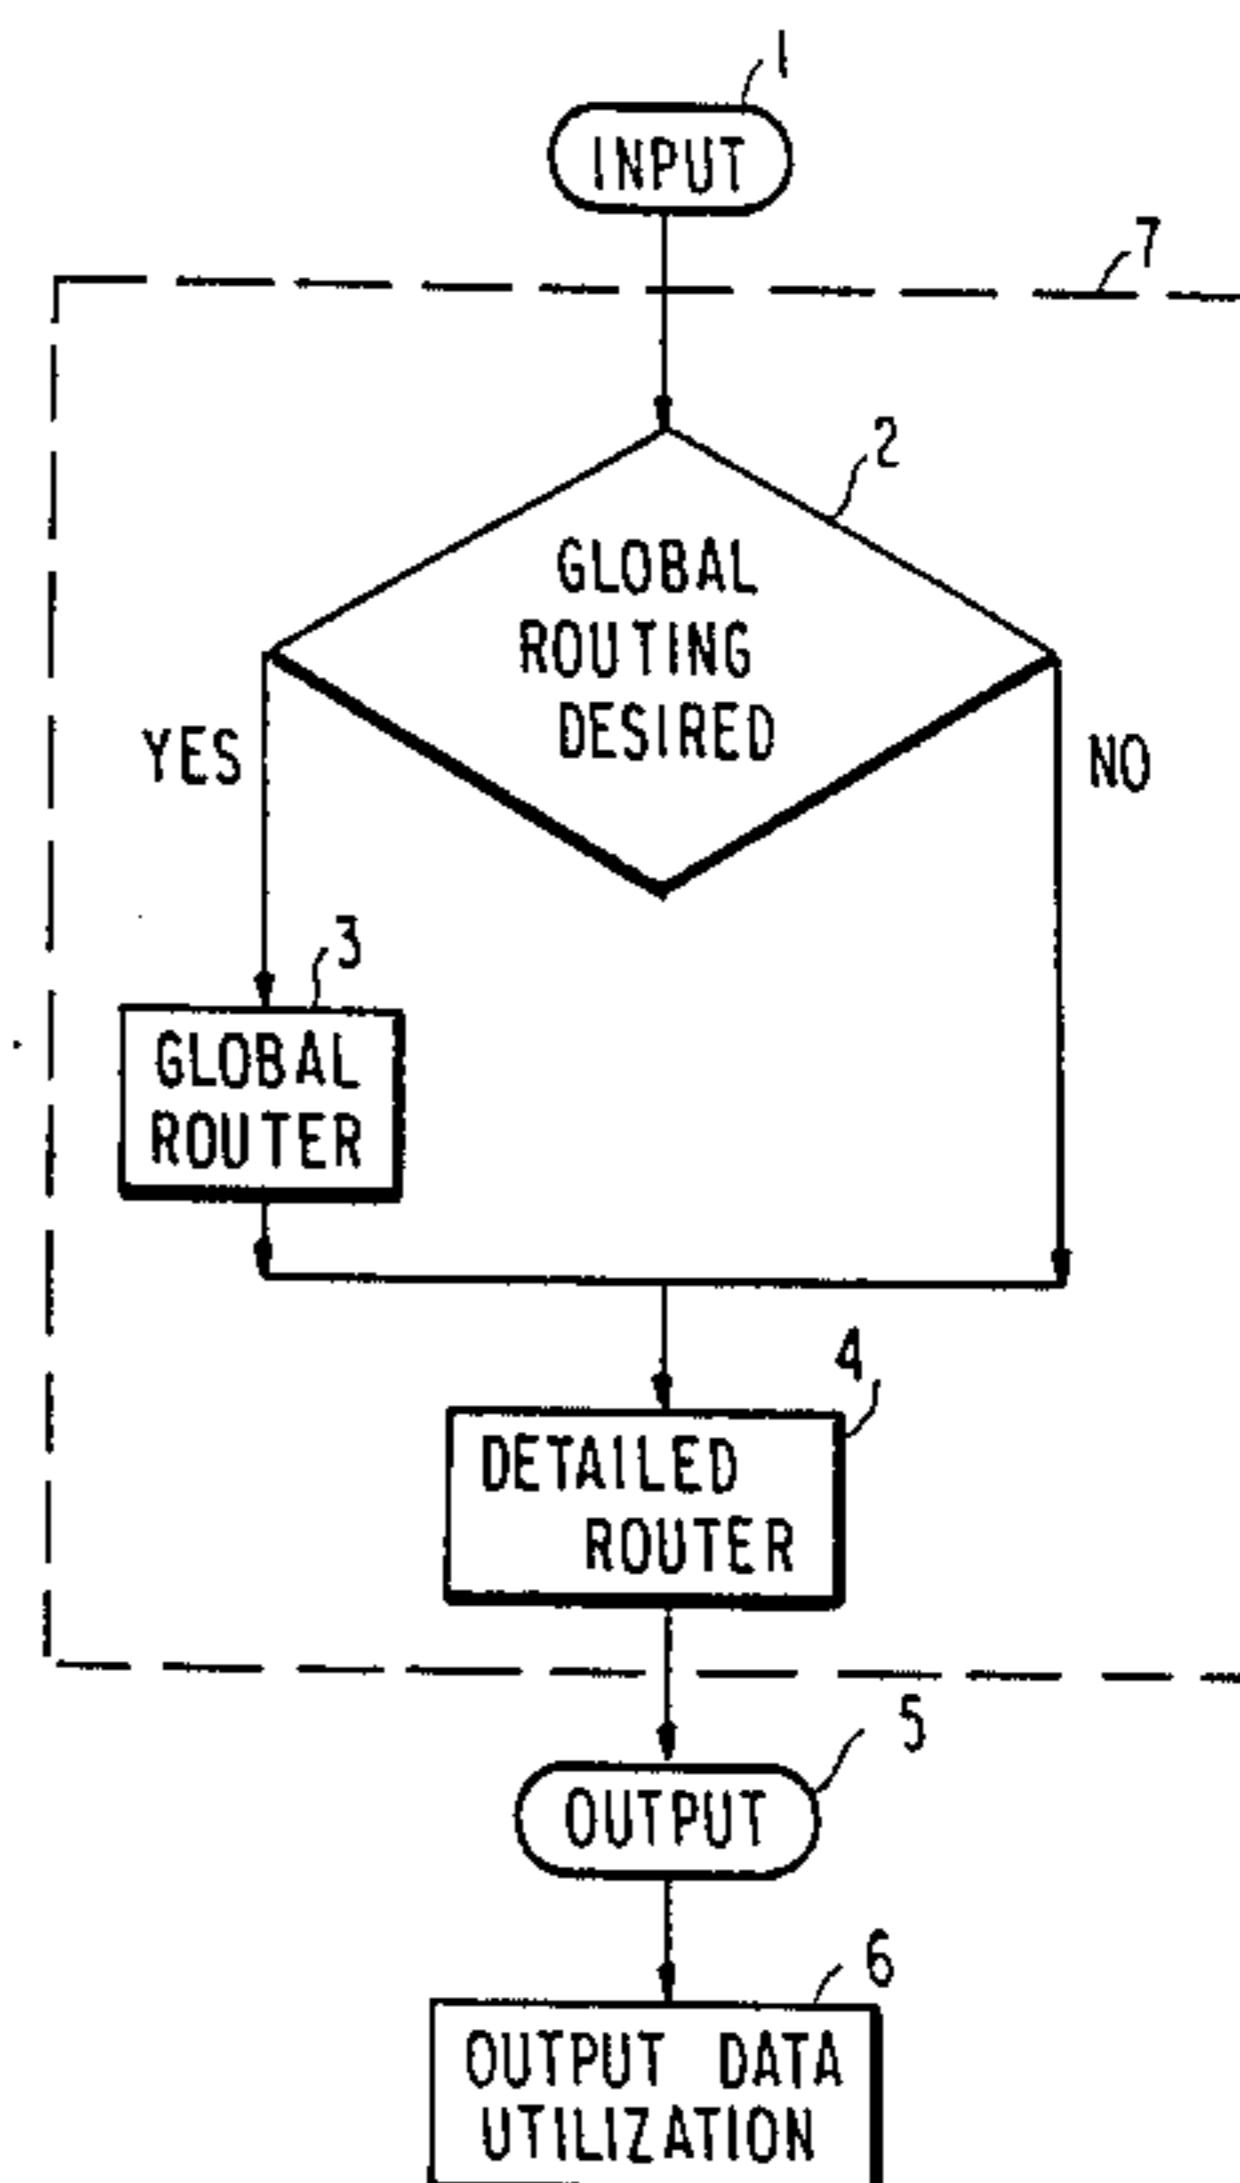 1
INPUT
7
2
GLOBAL
ROUTING
DESIRED
YES
NO
3
GLOBAL
ROUTER
4
DETAILED
ROUTER
5
OUTPUT
6
OUTPUT DATA
UTILIZATION